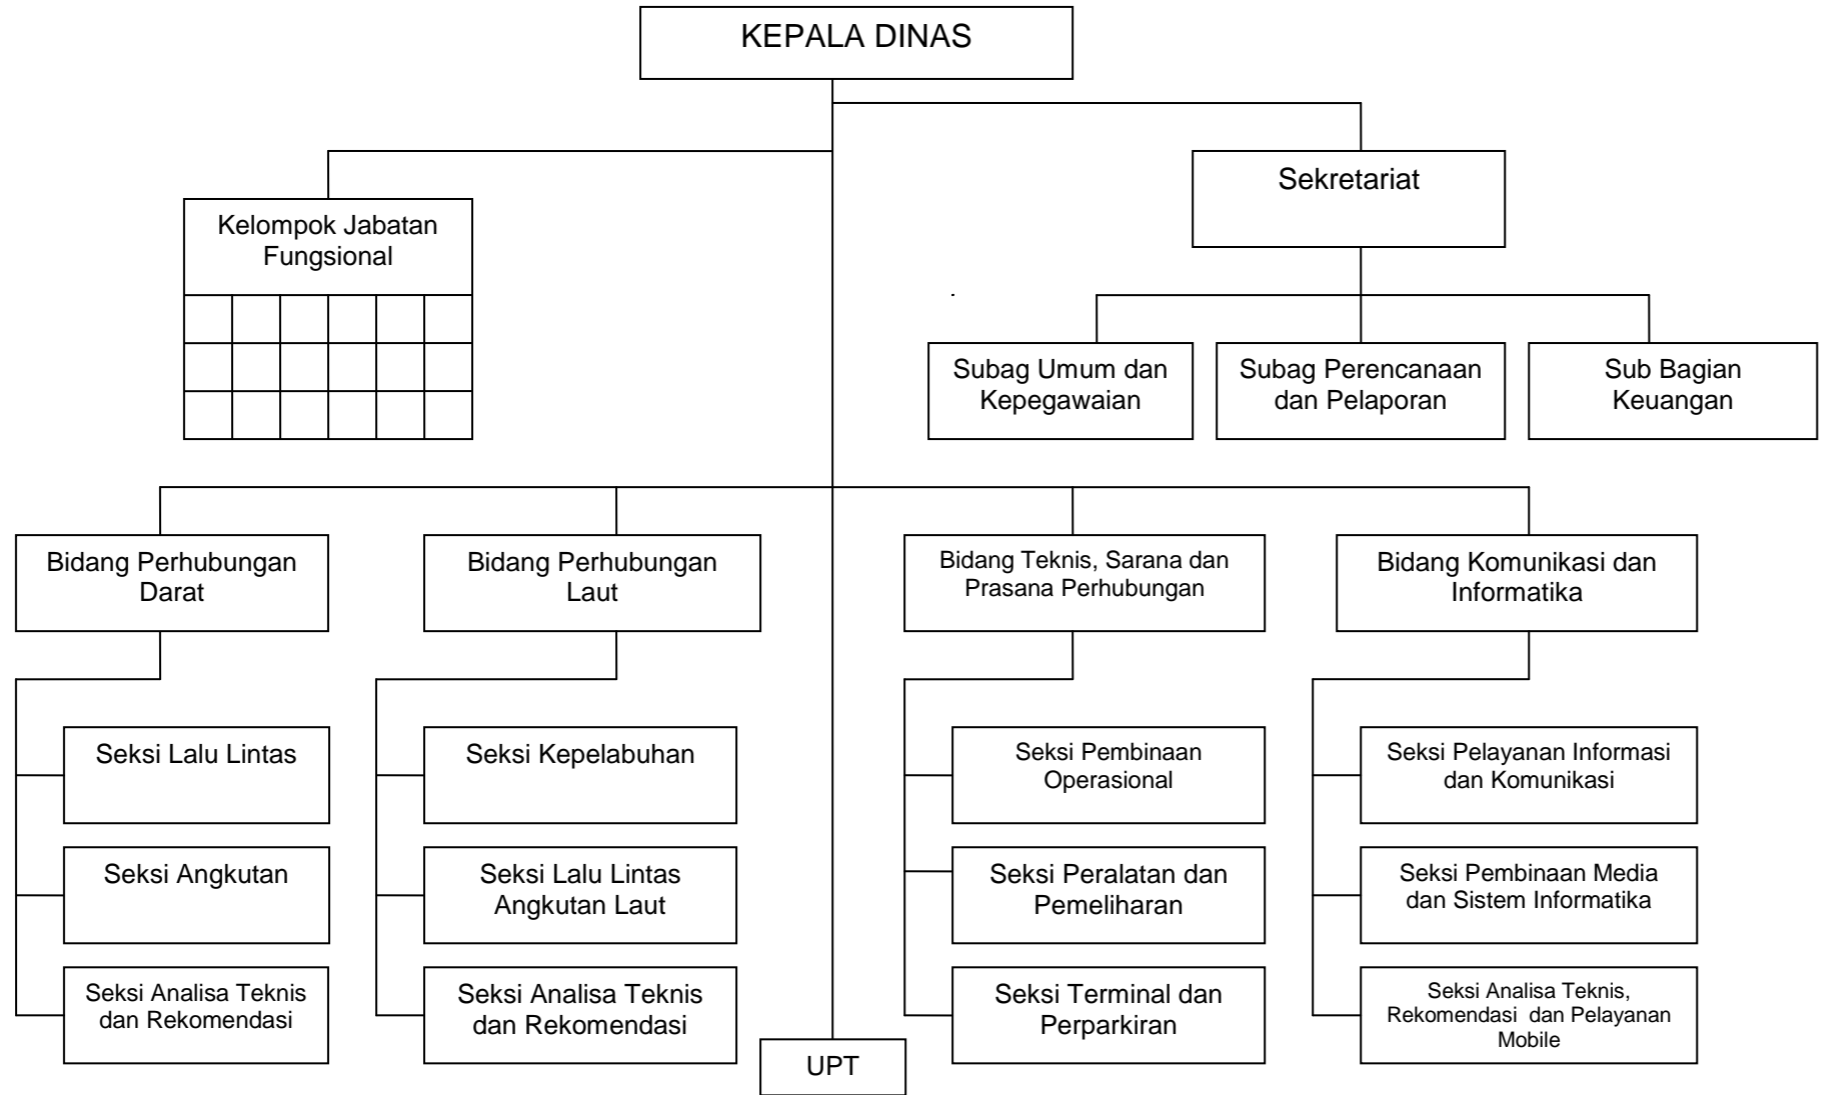 KEPALA DINAS
Sekretariat
Kelompok Jabatan
Fungsional
Subag Umum dan
Kepegawaian
Subag Perencanaan
dan Pelaporan
Sub Bagian
Keuangan
Bidang Perhubungan
Darat
Bidang Perhubungan
Laut
Bidang Teknis, Sarana dan
Prasana Perhubungan
Bidang Komunikasi dan
Informatika
Seksi Lalu Lintas
Seksi Kepelabuhan
Seksi Pembinaan
Operasional
Seksi Pelayanan Informasi
dan Komunikasi
Seksi Angkutan
Seksi Lalu Lintas
Angkutan Laut
Seksi Peralatan dan
Pemeliharan
Seksi Pembinaan Media
dan Sistem Informatika
Seksi Analisa Teknis
dan Rekomendasi
Seksi Analisa Teknis
dan Rekomendasi
Seksi Terminal dan
Perparkiran
Seksi Analisa Teknis,
Rekomendasi dan Pelayanan
Mobile
UPT